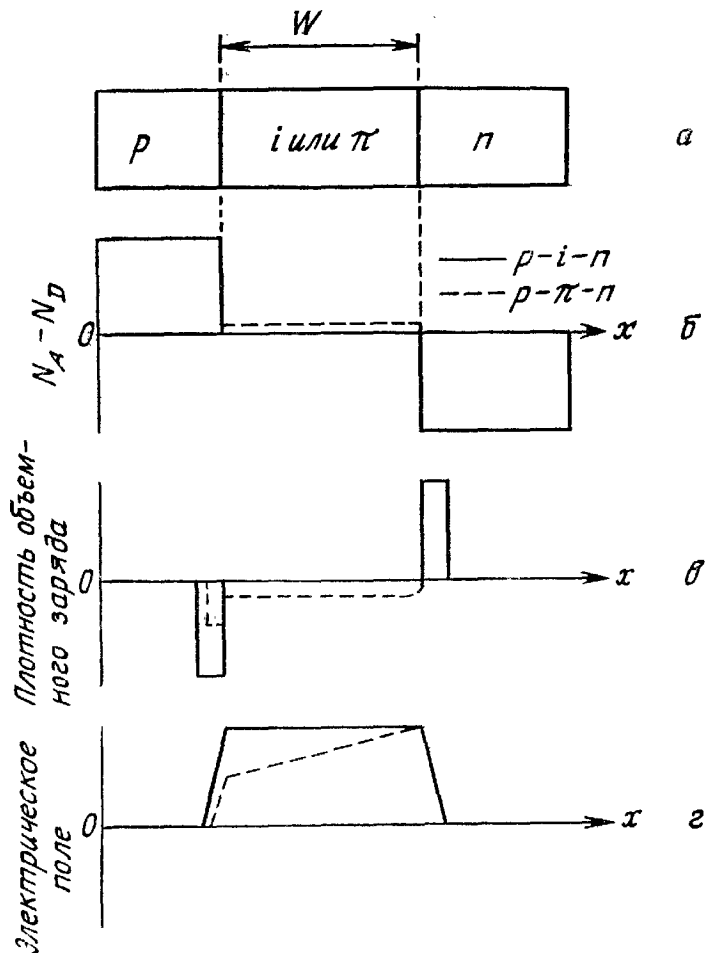 W
p
i или π
n
а
p-i-n
p-π-n
N_A − N_D
0
x
б
Плотность объем-
ного заряда
0
x
в
Электрическое
поле
0
x
г